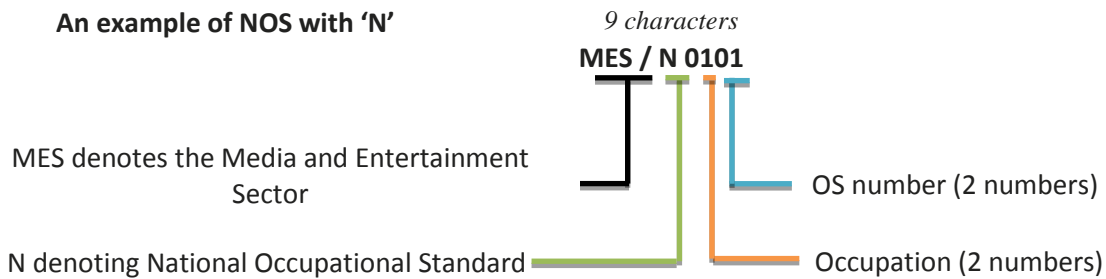 An example of NOS with ‘N’
9 characters
MES / N 0101
MES denotes the Media and Entertainment
Sector
OS number (2 numbers)
N denoting National Occupational Standard
Occupation (2 numbers)